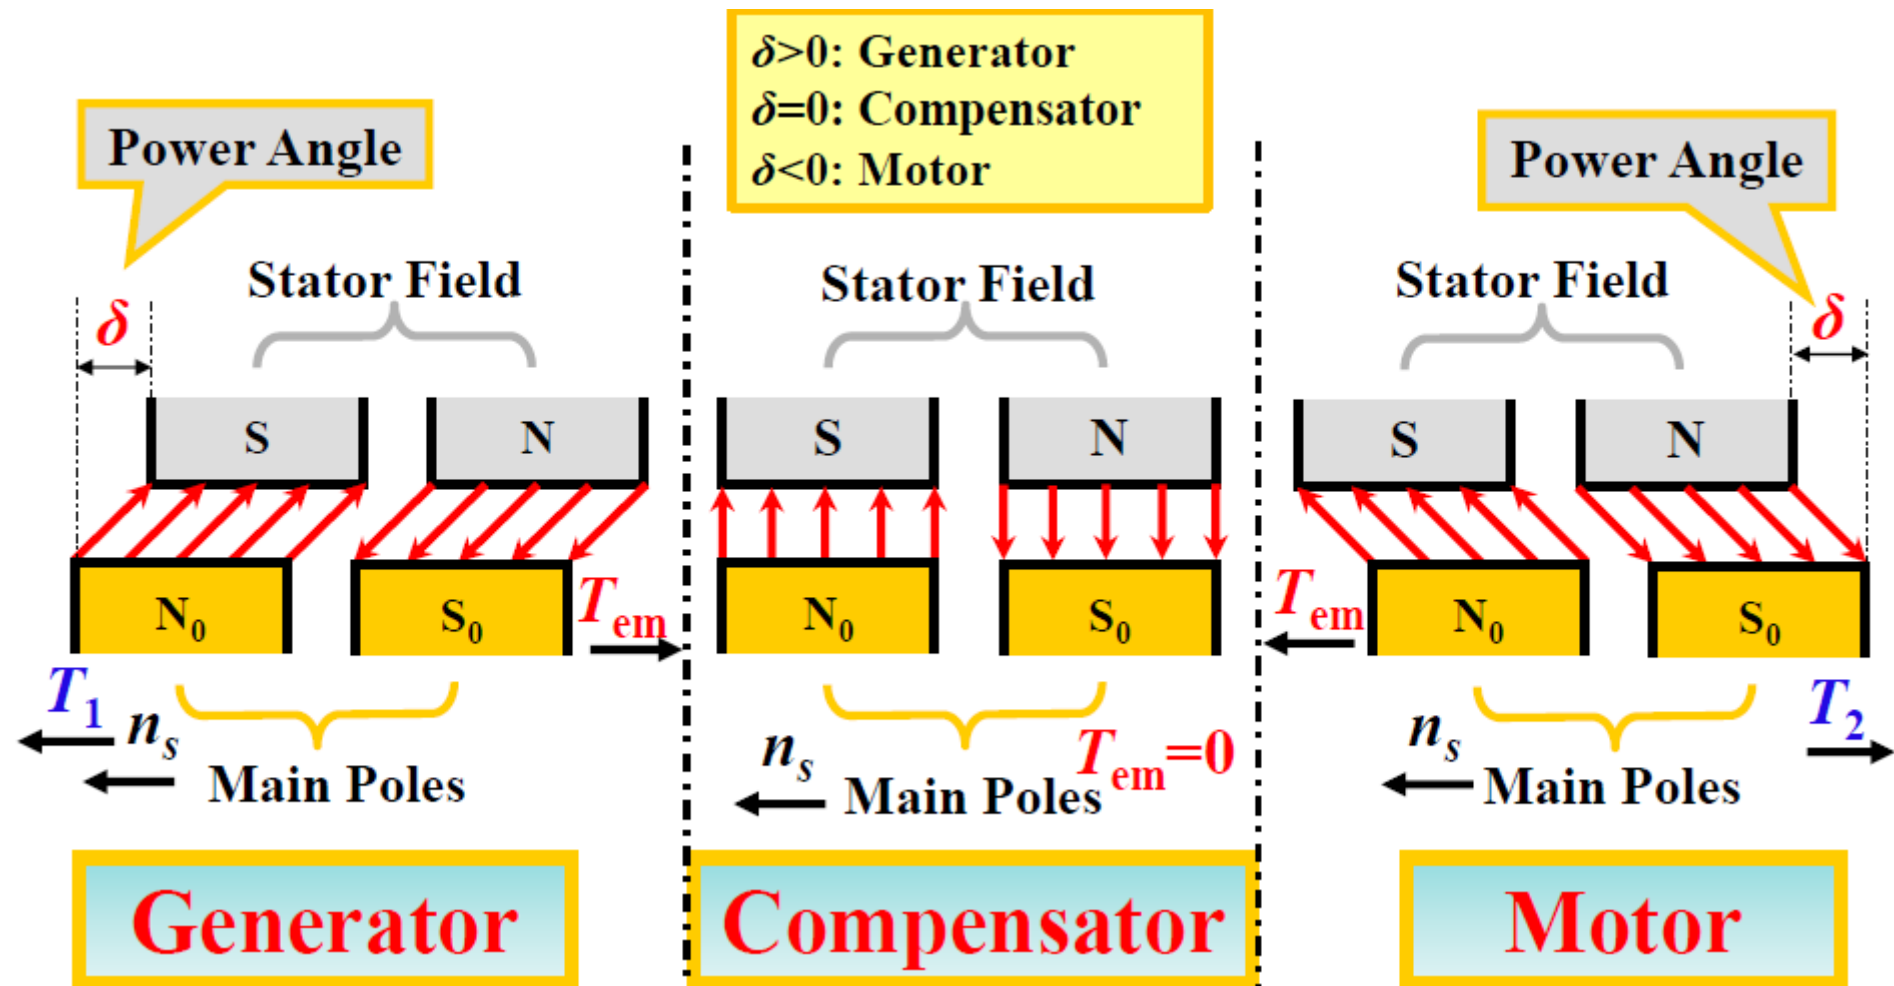 δ>0: Generator
δ=0: Compensator
δ<0: Motor
Power Angle
Stator Field
δ
S
N
N₀
S₀
Tem
T₁
nₛ
Main Poles
Generator
Stator Field
S
N
N₀
S₀
nₛ
Tem=0
Main Poles
Compensator
Power Angle
Stator Field
δ
S
N
Tem
N₀
S₀
nₛ
T₂
Main Poles
Motor